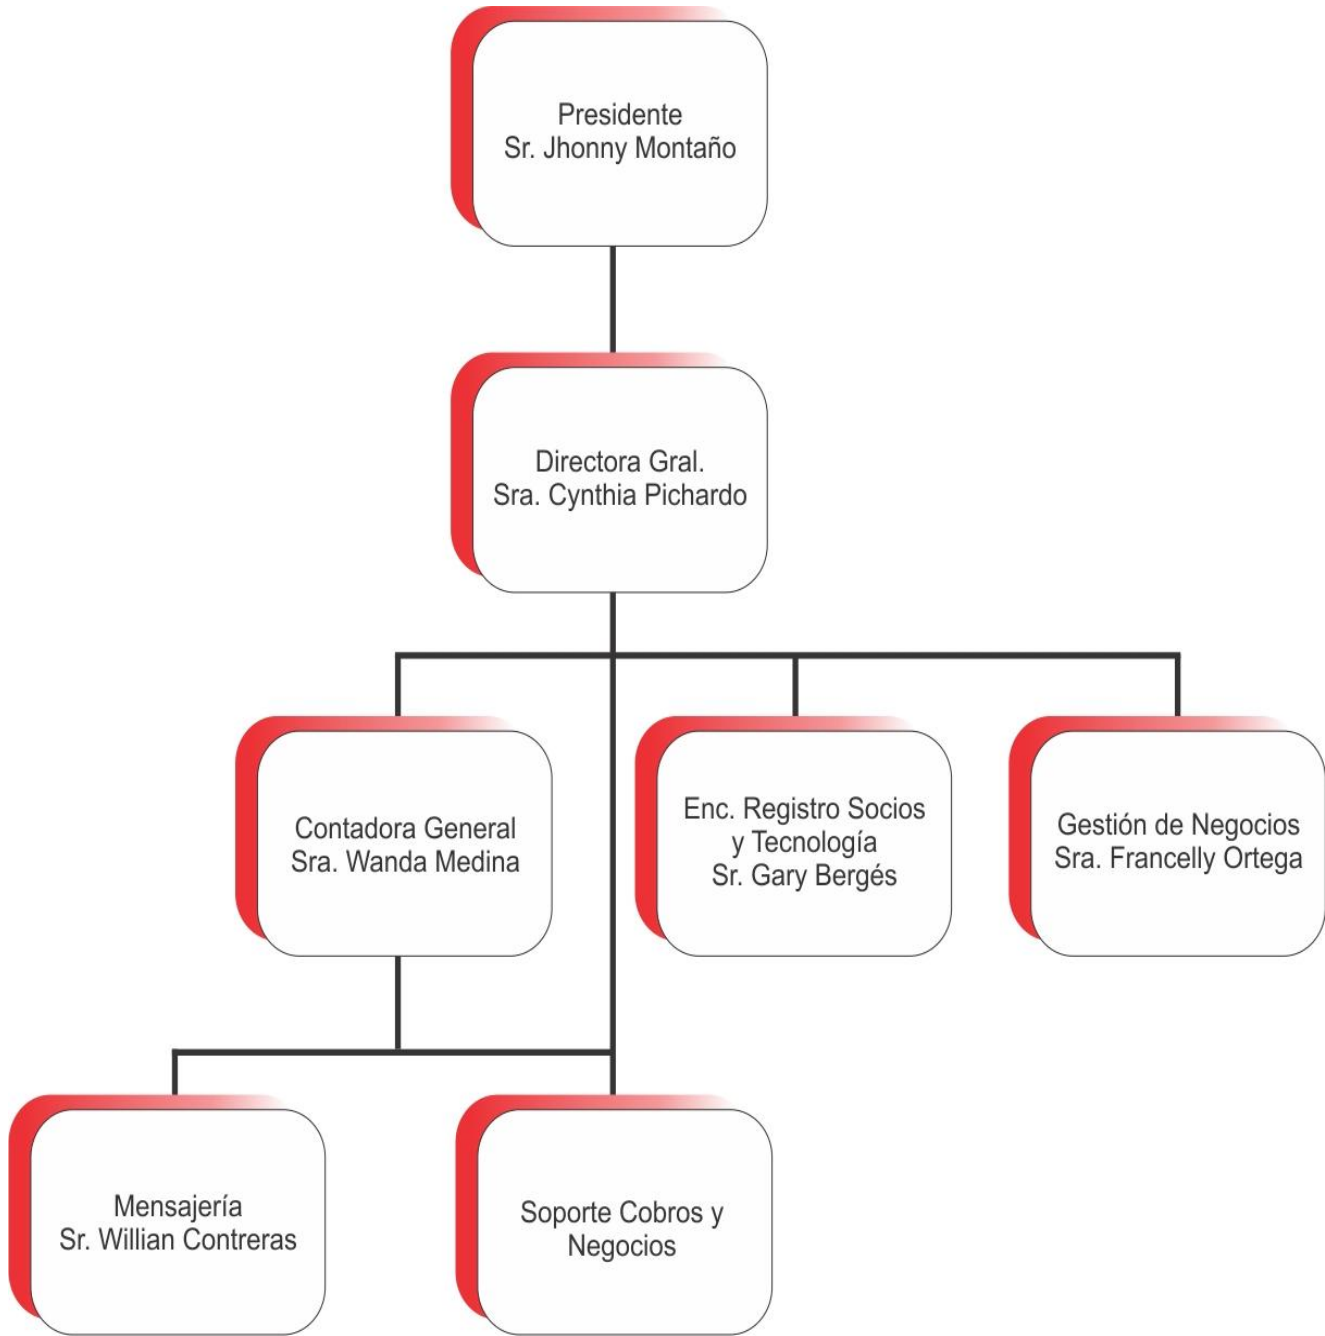 Presidente
Sr. Jhonny Montaño
Directora Gral.
Sra. Cynthia Pichardo
Contadora General
Sra. Wanda Medina
Enc. Registro Socios
y Tecnología
Sr. Gary Bergés
Gestión de Negocios
Sra. Francelly Ortega
Mensajería
Sr. Willian Contreras
Soporte Cobros y
Negocios